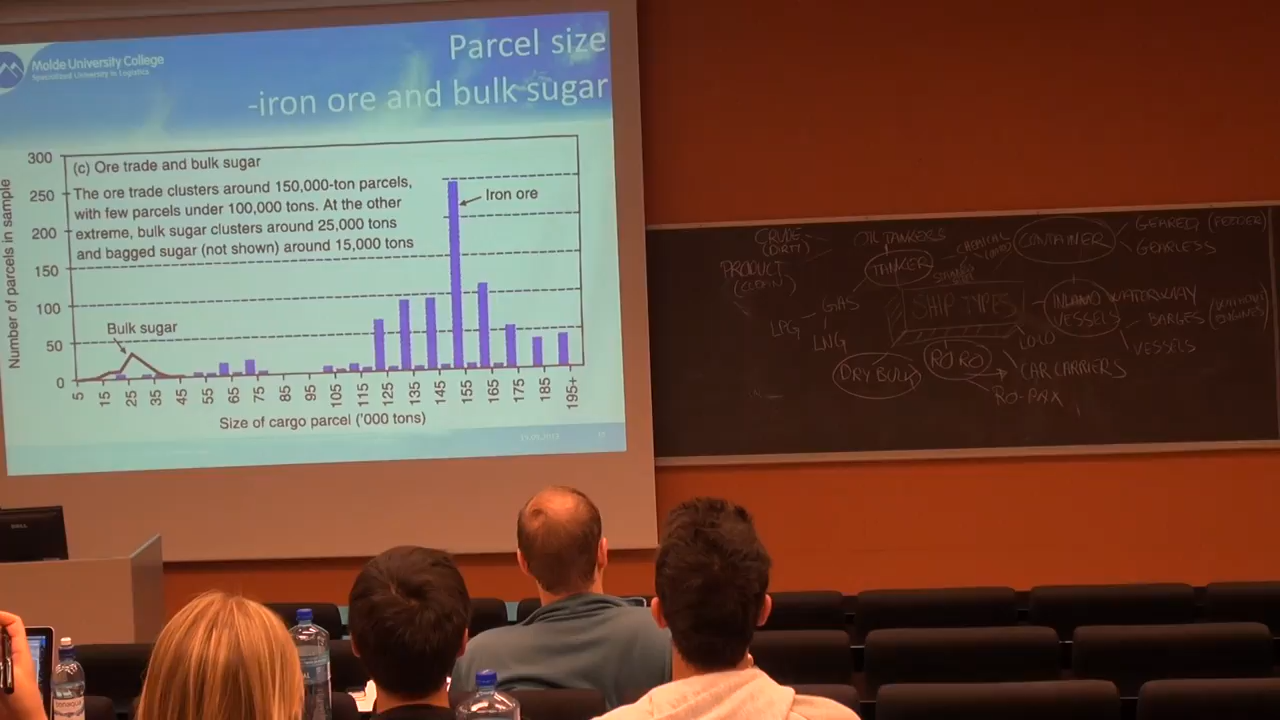 Molde University College
Specialized University in Logistics
Parcel size
-iron ore and bulk sugar
(c) Ore trade and bulk sugar
The ore trade clusters around 150,000-ton parcels,
with few parcels under 100,000 tons. At the other
extreme, bulk sugar clusters around 25,000 tons
and bagged sugar (not shown) around 15,000 tons
Iron ore
Bulk sugar
Number of parcels in sample
300
250
200
150
100
50
0
5 15 25 35 45 55 65 75 85 95 105 115 125 135 145 155 165 175 185 195+
Size of cargo parcel ('000 tons)
CRUDE
(DIRTY)
OIL TANKERS
PRODUCT
(CLEAN)
TANKER
CHEMICAL
CONTAINER
GEARED (FEEDER)
GEARLESS
GAS
LPG
LNG
SHIP TYPES
INLAND WATERWAY
VESSELS
BARGES (WITHOUT
ENGINES)
VESSELS
LOLO
DRY BULK
RO RO
CAR CARRIERS
RO-PAX
DELL
bonaqua